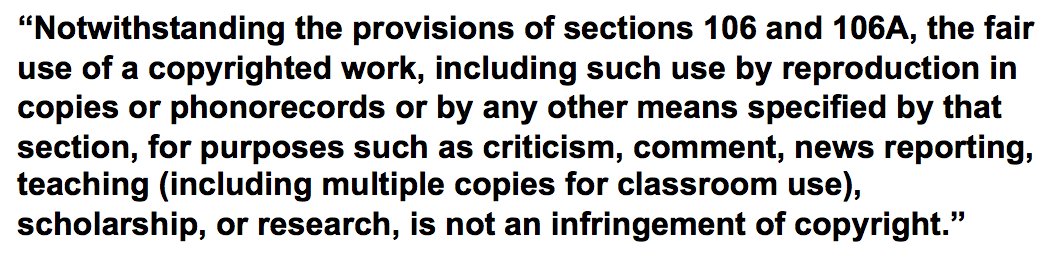 “Notwithstanding the provisions of sections 106 and 106A, the fair
use of a copyrighted work, including such use by reproduction in
copies or phonorecords or by any other means specified by that
section, for purposes such as criticism, comment, news reporting,
teaching (including multiple copies for classroom use),
scholarship, or research, is not an infringement of copyright.”